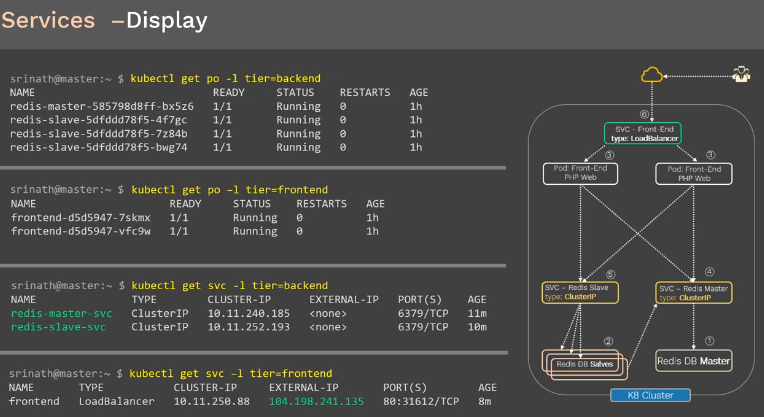 Services –Display
srinath@master:~ $ kubectl get po -l tier=backend
NAME READY STATUS RESTARTS AGE
redis-master-585798d8ff-bx5z6 1/1 Running 0 1h
redis-slave-5dfddd78f5-4f7gc 1/1 Running 0 1h
redis-slave-5dfddd78f5-7z84b 1/1 Running 0 1h
redis-slave-5dfddd78f5-bwg74 1/1 Running 0 1h
srinath@master:~ $ kubectl get po –l tier=frontend
NAME READY STATUS RESTARTS AGE
frontend-d5d5947-7skmx 1/1 Running 0 1h
frontend-d5d5947-vfc9w 1/1 Running 0 1h
srinath@master:~ $ kubectl get svc -l tier=backend
NAME TYPE CLUSTER-IP EXTERNAL-IP PORT(S) AGE
redis-master-svc ClusterIP 10.11.240.185 <none> 6379/TCP 11m
redis-slave-svc ClusterIP 10.11.252.193 <none> 6379/TCP 10m
srinath@master:~ $ kubectl get svc –l tier=frontend
NAME TYPE CLUSTER-IP EXTERNAL-IP PORT(S) AGE
frontend LoadBalancer 10.11.250.88 104.198.241.135 80:31612/TCP 8m
⑥
SVC - Front-End
type: LoadBalancer
③ ③
Pod: Front-End
PHP Web
Pod: Front-End
PHP Web
⑤ ④
SVC – Redis Slave
type: ClusterIP
SVC – Redis Master
type: ClusterIP
② ①
Redis DB Salves
Redis DB Master
K8 Cluster